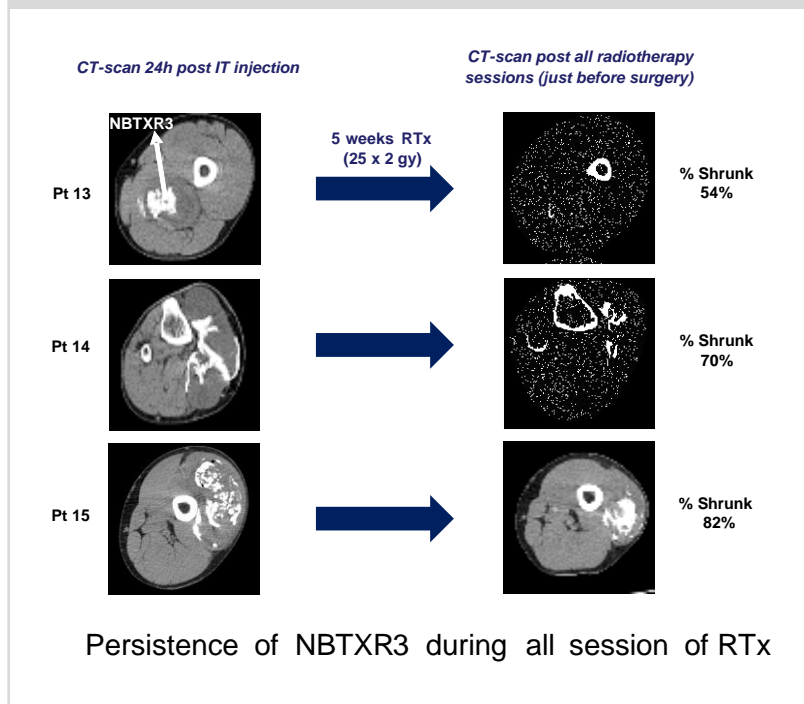 CT-scan 24h post IT injection
CT-scan post all radiotherapy
sessions (just before surgery)
NBTXR3
5 weeks RTx
(25 x 2 gy)
Pt 13
% Shrunk
54%
Pt 14
% Shrunk
70%
Pt 15
% Shrunk
82%
Persistence of NBTXR3 during all session of RTx